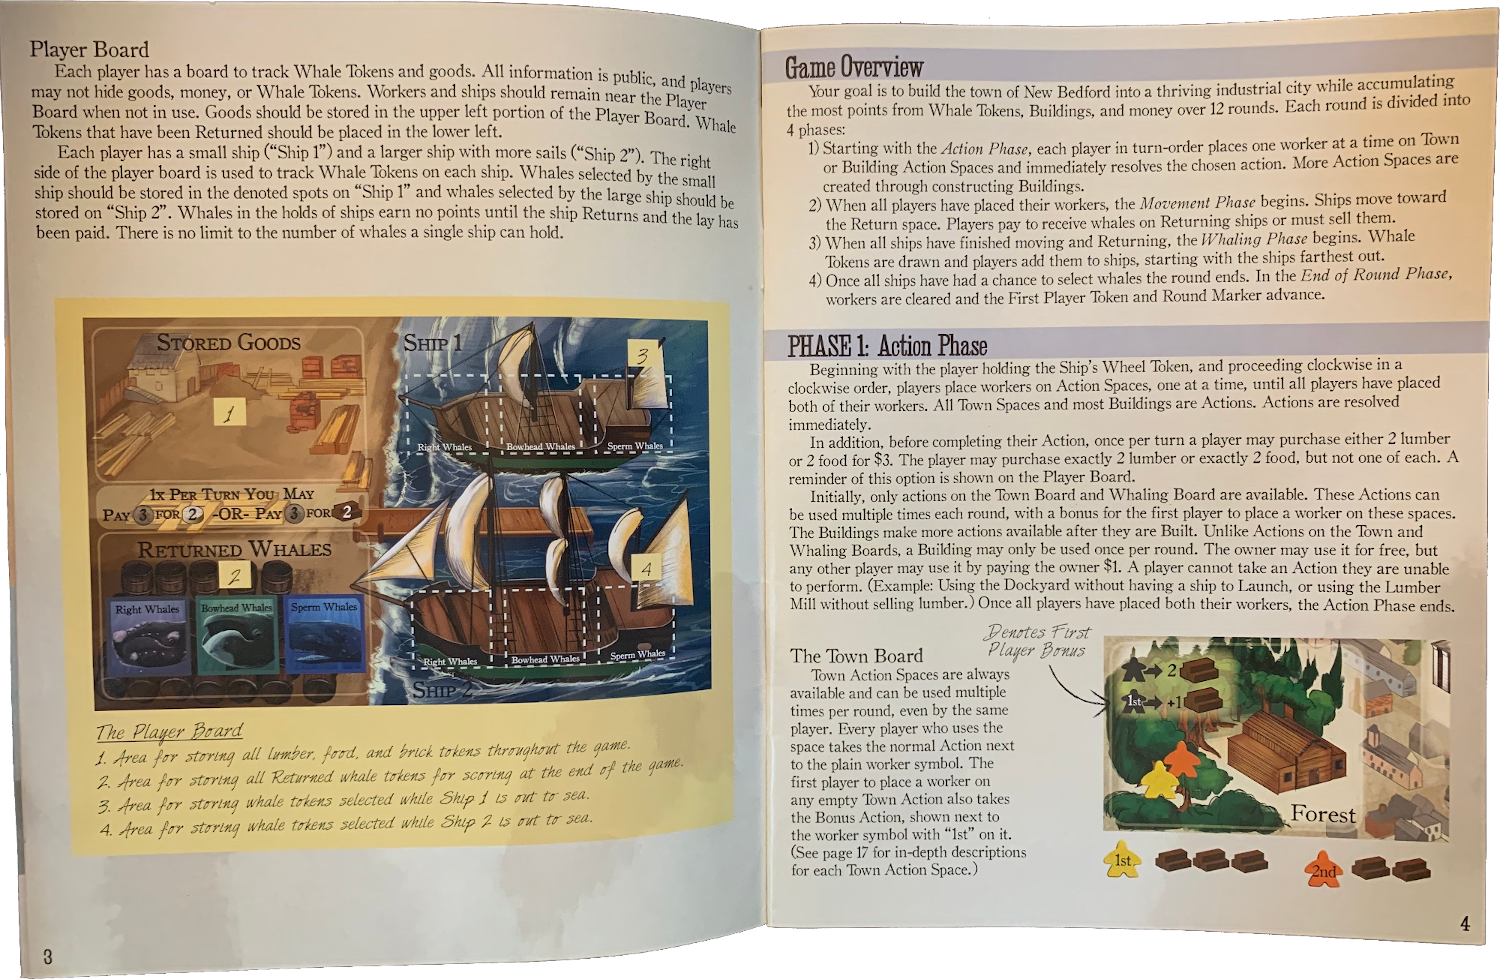 Player Board
Each player has a board to track Whale Tokens and goods. All information is public, and players
may not hide goods, money, or Whale Tokens. Workers and ships should remain near the Player
Board when not in use. Goods should be stored in the upper left portion of the Player Board. Whale
Tokens that have been Returned should be placed in the lower left.
Each player has a small ship (“Ship 1”) and a larger ship with more sails (“Ship 2”). The right
side of the player board is used to track Whale Tokens on each ship. Whales selected by the small
ship should be stored in the denoted spots on “Ship 1” and whales selected by the large ship should be
stored on “Ship 2”. Whales in the holds of ships earn no points until the ship Returns and the lay has
been paid. There is no limit to the number of whales a single ship can hold.
STORED GOODS
1
1X PER TURN YOU MAY
PAY 3 FOR 2 -OR- PAY 3 FOR 2
RETURNED WHALES
2
Right Whales
Bowhead Whales
Sperm Whales
SHIP 1
3
Right Whales
Bowhead Whales
Sperm Whales
4
Right Whales
Bowhead Whales
Sperm Whales
SHIP 2
The Player Board
1. Area for storing all lumber, food, and brick tokens throughout the game.
2. Area for storing all Returned whale tokens for scoring at the end of the game.
3. Area for storing whale tokens selected while Ship 1 is out to sea.
4. Area for storing whale tokens selected while Ship 2 is out to sea.
3
Game Overview
Your goal is to build the town of New Bedford into a thriving industrial city while accumulating
the most points from Whale Tokens, Buildings, and money over 12 rounds. Each round is divided into
4 phases:
1) Starting with the Action Phase, each player in turn-order places one worker at a time on Town
or Building Action Spaces and immediately resolves the chosen action. More Action Spaces are
created through constructing Buildings.
2) When all players have placed their workers, the Movement Phase begins. Ships move toward
the Return space. Players pay to receive whales on Returning ships or must sell them.
3) When all ships have finished moving and Returning, the Whaling Phase begins. Whale
Tokens are drawn and players add them to ships, starting with the ships farthest out.
4) Once all ships have had a chance to select whales the round ends. In the End of Round Phase,
workers are cleared and the First Player Token and Round Marker advance.
PHASE 1: Action Phase
Beginning with the player holding the Ship’s Wheel Token, and proceeding clockwise in a
clockwise order, players place workers on Action Spaces, one at a time, until all players have placed
both of their workers. All Town Spaces and most Buildings are Actions. Actions are resolved
immediately.
In addition, before completing their Action, once per turn a player may purchase either 2 lumber
or 2 food for $3. The player may purchase exactly 2 lumber or exactly 2 food, but not one of each. A
reminder of this option is shown on the Player Board.
Initially, only actions on the Town Board and Whaling Board are available. These Actions can
be used multiple times each round, with a bonus for the first player to place a worker on these spaces.
The Buildings make more actions available after they are Built. Unlike Actions on the Town and
Whaling Boards, a Building may only be used once per round. The owner may use it for free, but
any other player may use it by paying the owner $1. A player cannot take an Action they are unable
to perform. (Example: Using the Dockyard without having a ship to Launch, or using the Lumber
Mill without selling lumber.) Once all players have placed both their workers, the Action Phase ends.
The Town Board
Town Action Spaces are always
available and can be used multiple
times per round, even by the same
player. Every player who uses the
space takes the normal Action next
to the plain worker symbol. The
first player to place a worker on
any empty Town Action also takes
the Bonus Action, shown next to
the worker symbol with “1st” on it.
(See page 17 for in-depth descriptions
for each Town Action Space.)
Denotes First
Player Bonus
2
1st +1
Forest
1st
2nd
4